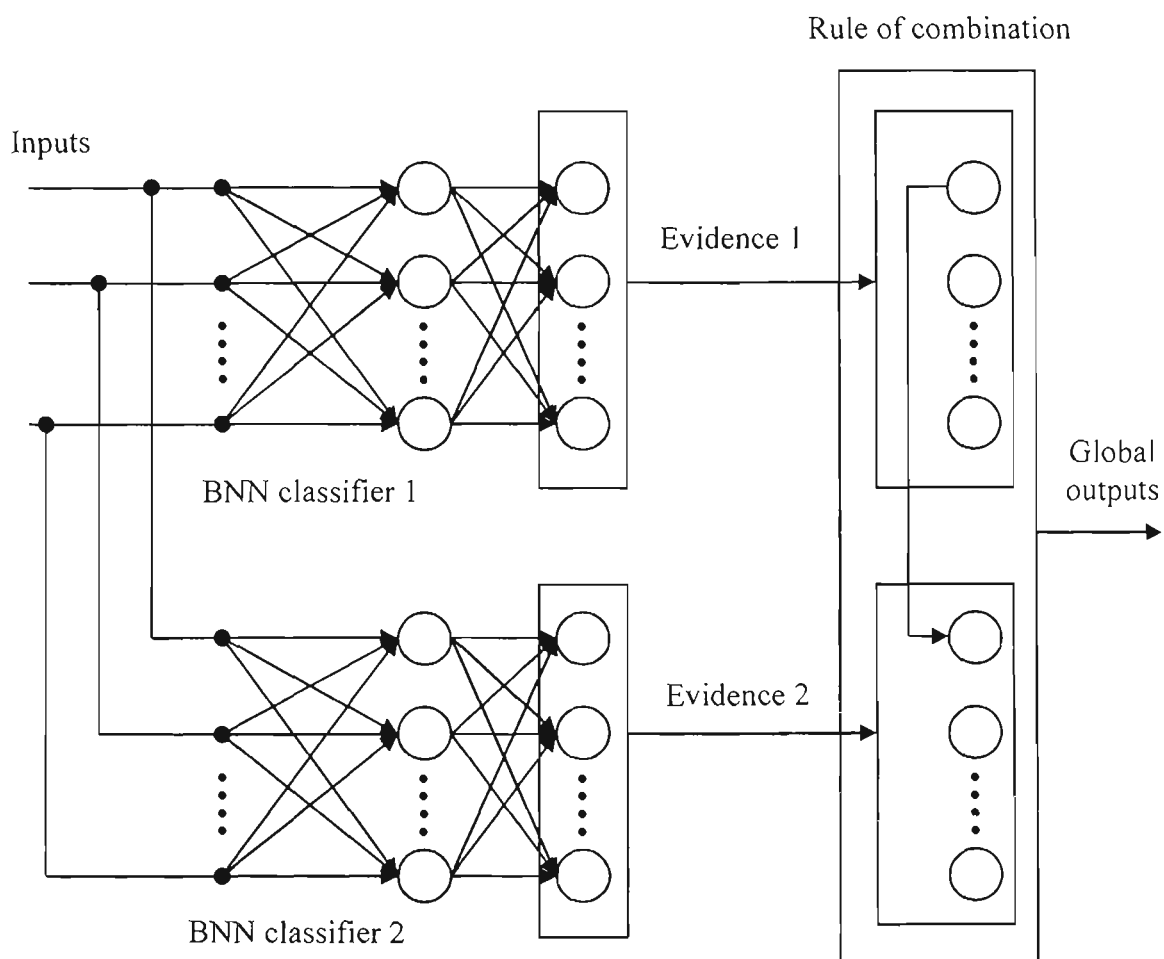 Rule of combination
Inputs
Evidence 1
BNN classifier 1
Global
outputs
Evidence 2
BNN classifier 2